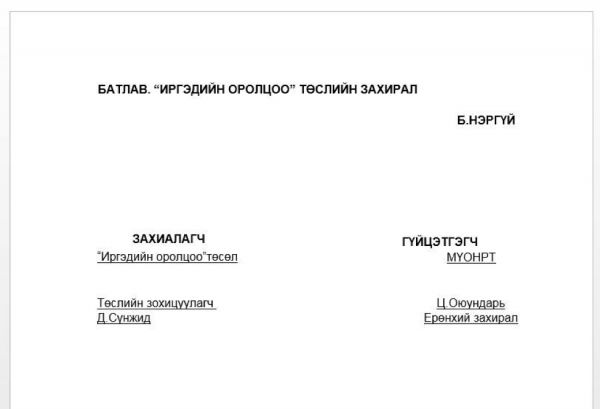 БАТЛАВ. “ИРГЭДИЙН ОРОЛЦОО” ТӨСЛИЙН ЗАХИРАЛ
Б.НЭРГҮЙ
ЗАХИАЛАГЧ
“Иргэдийн оролцоо”төсөл
Төслийн зохицуулагч
Д.Сүнжид
ГҮЙЦЭТГЭГЧ
МҮОНРТ
Ц.Оюундарь
Ерөнхий захирал